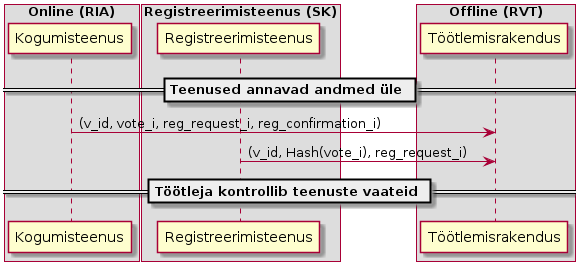 Online (RIA) Registreerimisteenus (SK) Offline (RVT)
Kogumisteenus Registreerimisteenus Töötlemisrakendus
Teenused annavad andmed üle
(v_id, vote_i, reg_request_i, reg_confirmation_i)
(v_id, Hash(vote_i), reg_request_i)
Töötleja kontrollib teenuste vaateid
Kogumisteenus Registreerimisteenus Töötlemisrakendus